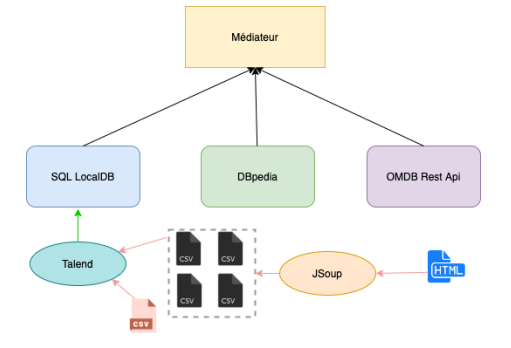 Médiateur
SQL LocalDB
DBpedia
OMDB Rest Api
Talend
CSV
CSV
CSV
CSV
JSoup
HTML
CSV